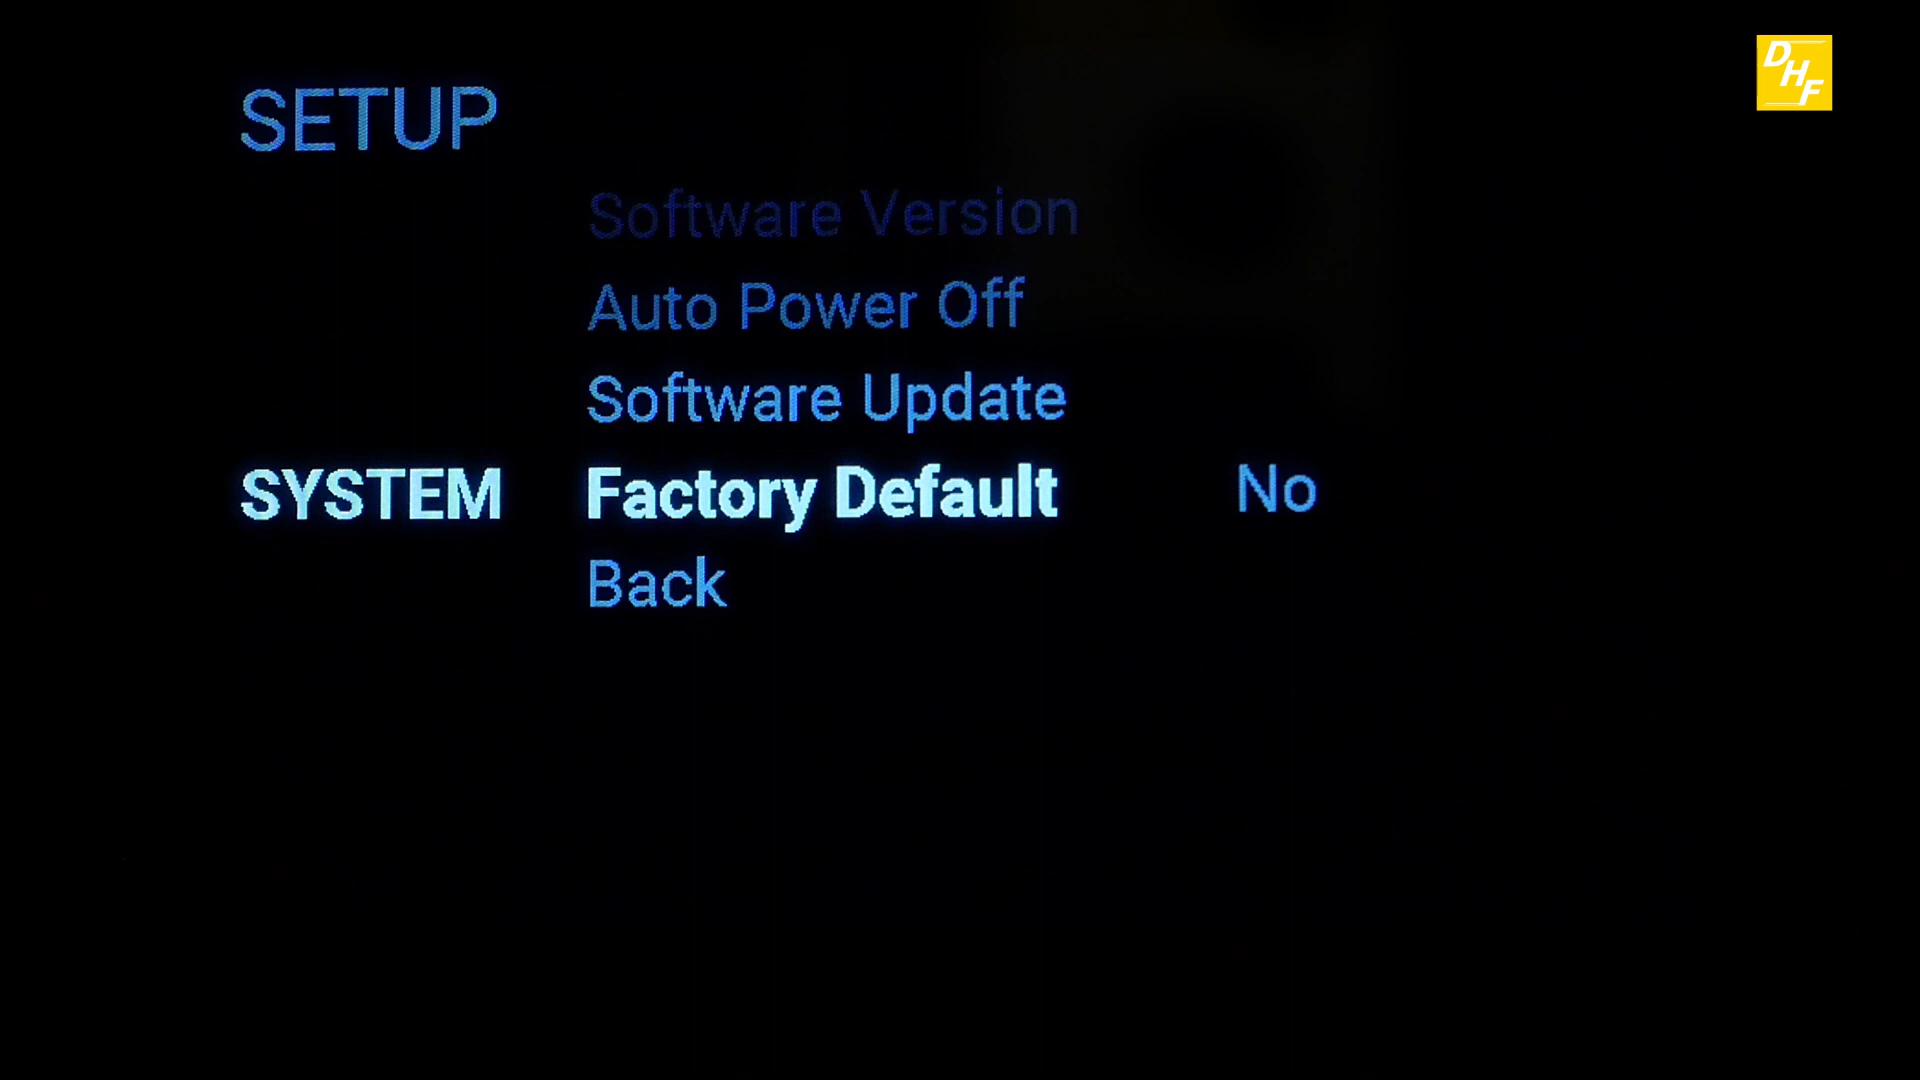 DHF
SETUP
Software Version
Auto Power Off
Software Update
SYSTEM Factory Default No
Back